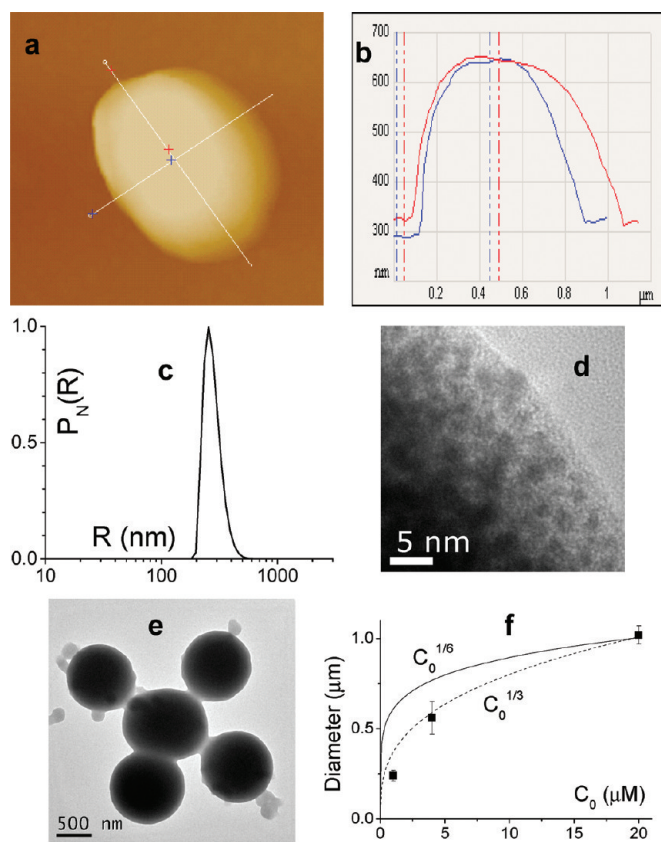 a
b
700
600
500
400
300
nm
0.2
0.4
0.6
0.8
1
μm
c
P_N(R)
1.0
0.5
0.0
R (nm)
10
100
1000
d
5 nm
e
500 nm
f
Diameter (μm)
1.0
0.5
0.0
C_0^1/6
C_0^1/3
C_0 (μM)
0
5
10
15
20